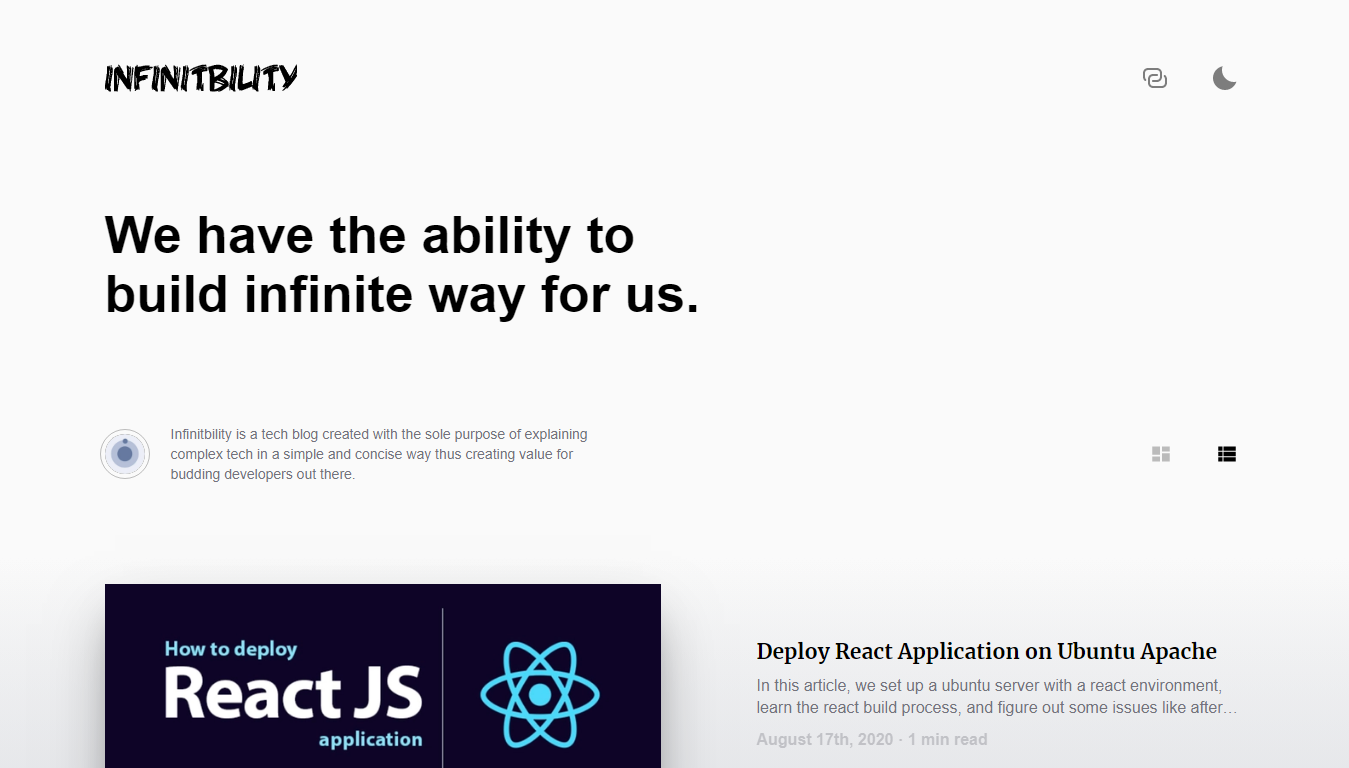 INFINITBILITY
We have the ability to
build infinite way for us.
Infinitbility is a tech blog created with the sole purpose of explaining
complex tech in a simple and concise way thus creating value for
budding developers out there.
How to deploy
React JS
application
Deploy React Application on Ubuntu Apache
In this article, we set up a ubuntu server with a react environment,
learn the react build process, and figure out some issues like after…
August 17th, 2020 · 1 min read